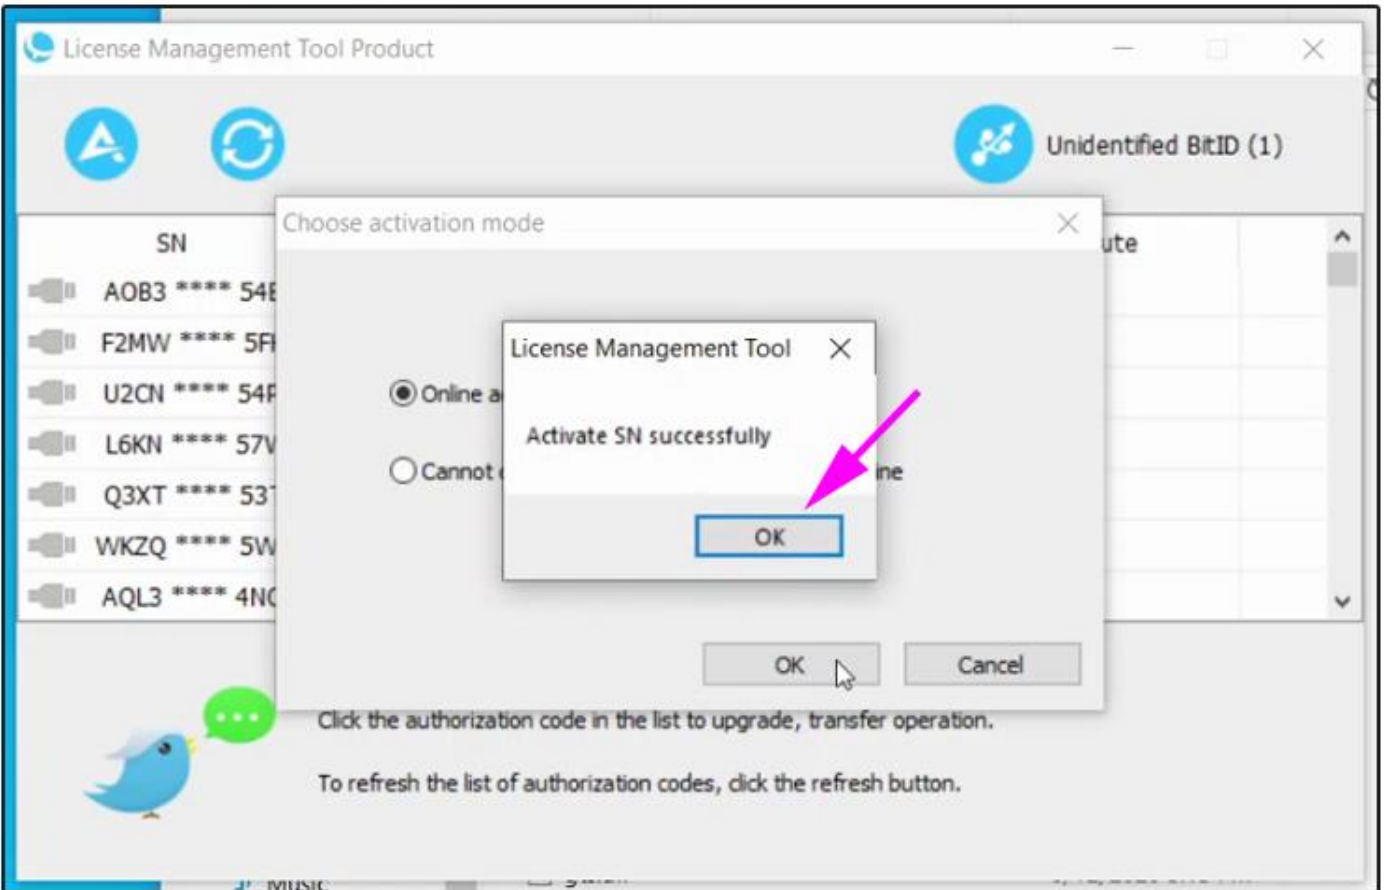 License Management Tool Product
Unidentified BitID (1)
Choose activation mode
SN
AOB3 **** 54
F2MW **** 5F
U2CN **** 54
L6KN **** 57
Q3XT **** 53
WKZQ **** 5W
AQL3 **** 4N
License Management Tool
Online
Activate SN successfully
Cannot
OK
OK
Cancel
Click the authorization code in the list to upgrade, transfer operation.
To refresh the list of authorization codes, click the refresh button.
Music